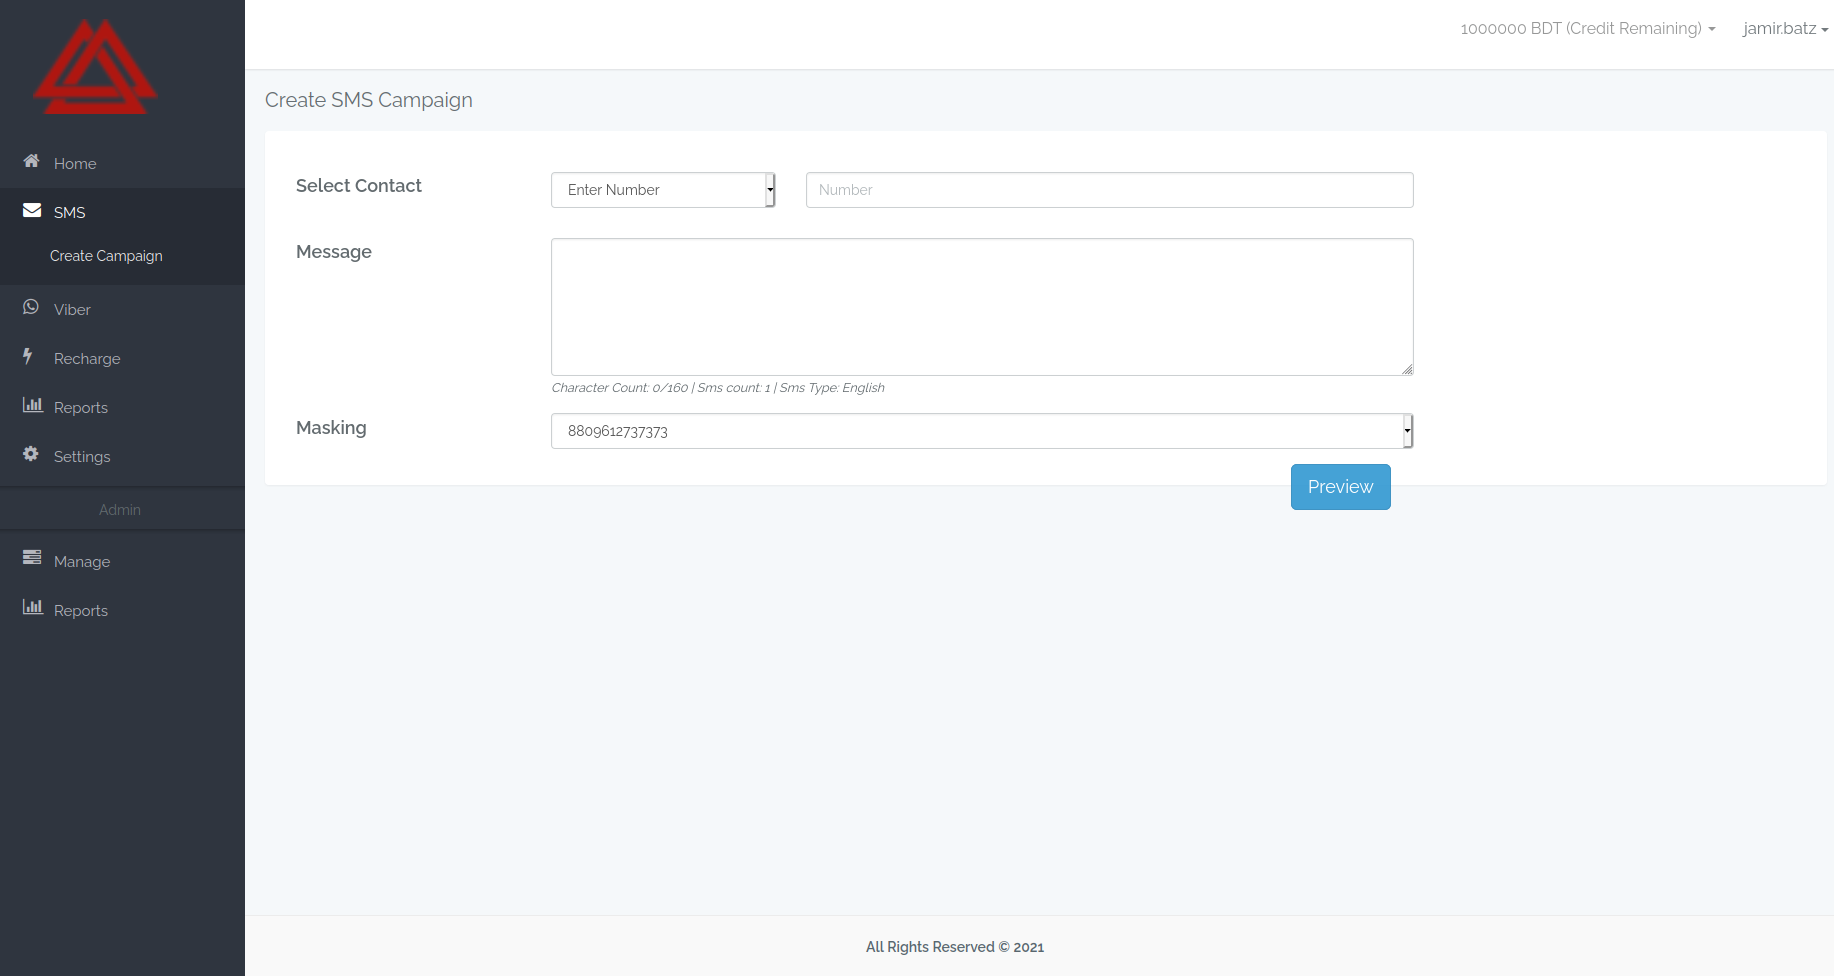 1000000 BDT (Credit Remaining)
jamir.batz
Create SMS Campaign
Home
SMS
Create Campaign
Viber
Recharge
Reports
Settings
Admin
Manage
Reports
Select Contact
Enter Number
Number
Message
Character Count: 0/160 | Sms count: 1 | Sms Type: English
Masking
8809612737373
Preview
All Rights Reserved © 2021